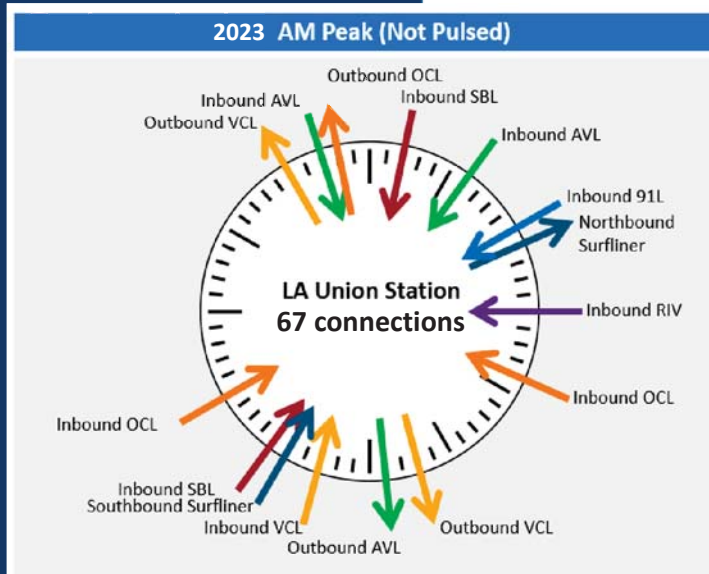 2023 AM Peak (Not Pulsed)
Outbound OCL
Inbound AVL
Inbound SBL
Outbound VCL
Inbound AVL
Inbound 91L
Northbound
Surfliner
LA Union Station
67 connections
Inbound RIV
Inbound OCL
Inbound OCL
Inbound SBL
Southbound Surfliner
Inbound VCL
Outbound VCL
Outbound AVL